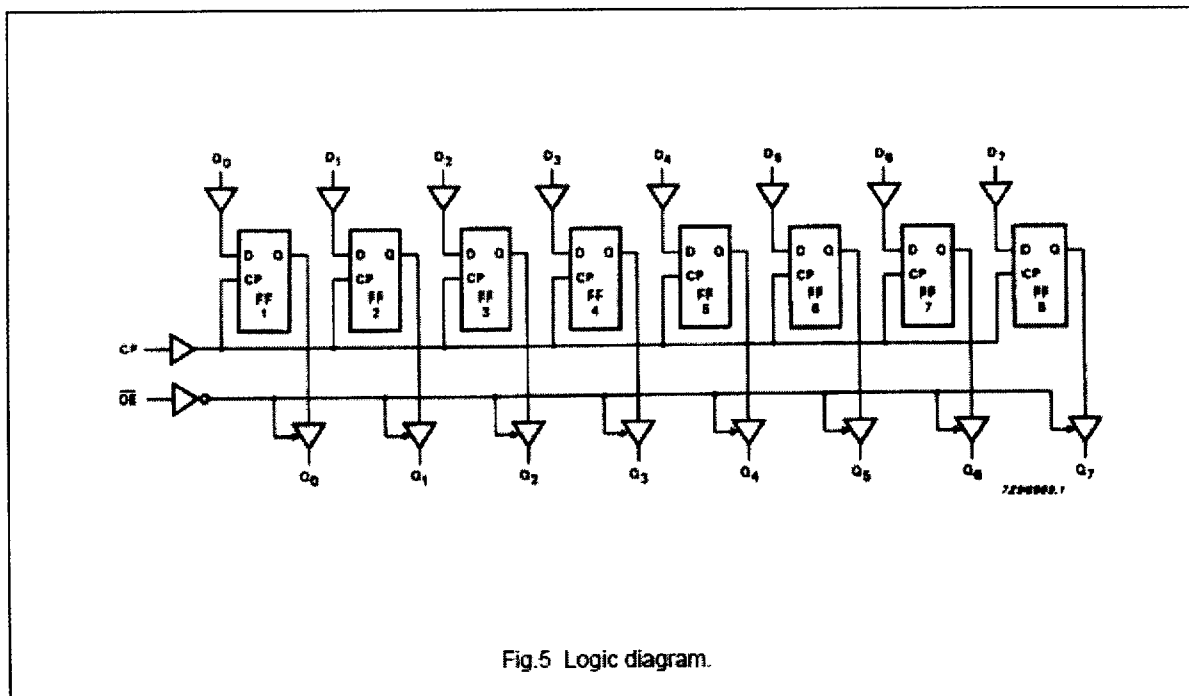 D0 D1 D2 D3 D4 D5 D6 D7
D Q D Q D Q D Q D Q D Q D Q D Q
CP CP CP CP CP CP CP CP
FF FF FF FF FF FF FF FF
1 2 3 4 5 6 7 8
CP
OE
Q0 Q1 Q2 Q3 Q4 Q5 Q6 Q7
Fig.5 Logic diagram.